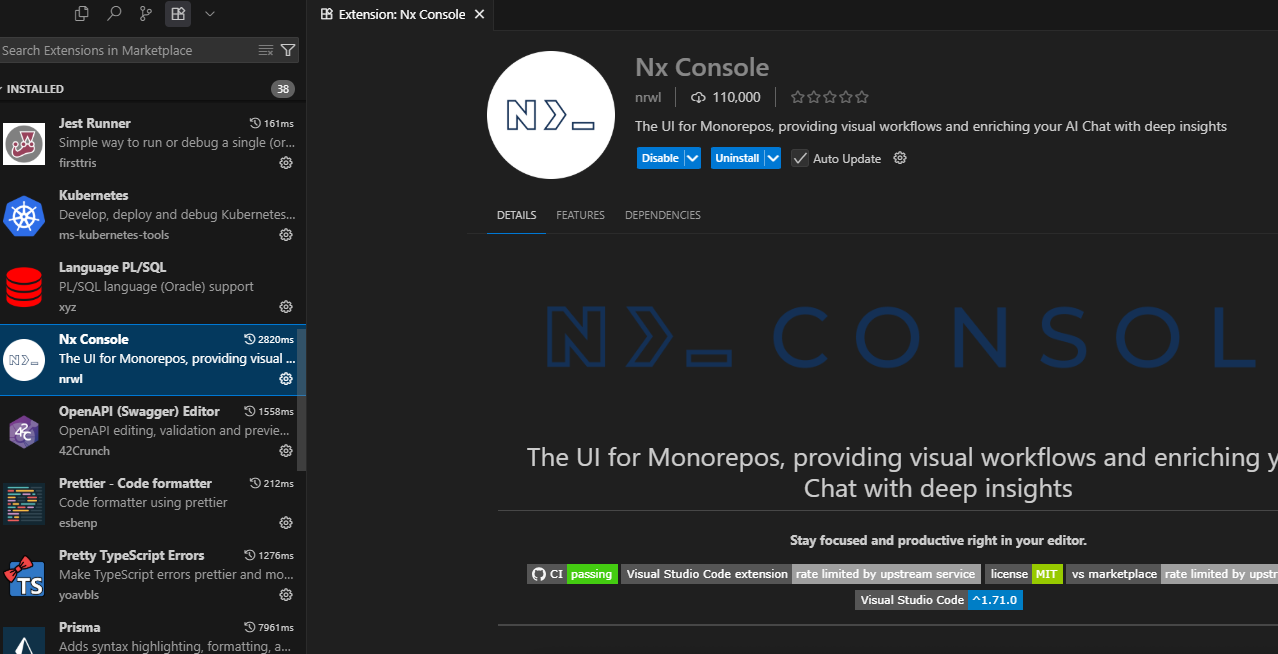 Extension: Nx Console
Search Extensions in Marketplace
INSTALLED
38
Jest Runner
161ms
Simple way to run or debug a single (or...
firsttris
Kubernetes
Develop, deploy and debug Kubernetes...
ms-kubernetes-tools
Language PL/SQL
PL/SQL language (Oracle) support
xyz
Nx Console
2820ms
The UI for Monorepos, providing visual ...
nrwl
OpenAPI (Swagger) Editor
1558ms
OpenAPI editing, validation and previe...
42Crunch
Prettier - Code formatter
212ms
Code formatter using prettier
esbenp
Pretty TypeScript Errors
1276ms
Make TypeScript errors prettier and mo...
yoavbls
TS
Prisma
7961ms
Adds syntax highlighting, formatting, a...
Nx Console
nrwl
110,000
The UI for Monorepos, providing visual workflows and enriching your AI Chat with deep insights
Disable
Uninstall
Auto Update
DETAILS
FEATURES
DEPENDENCIES
NX_ CONSOL
The UI for Monorepos, providing visual workflows and enriching y
Chat with deep insights
Stay focused and productive right in your editor.
CI passing
Visual Studio Code extension rate limited by upstream service
license MIT
vs marketplace rate limited by upstr
Visual Studio Code ^1.71.0